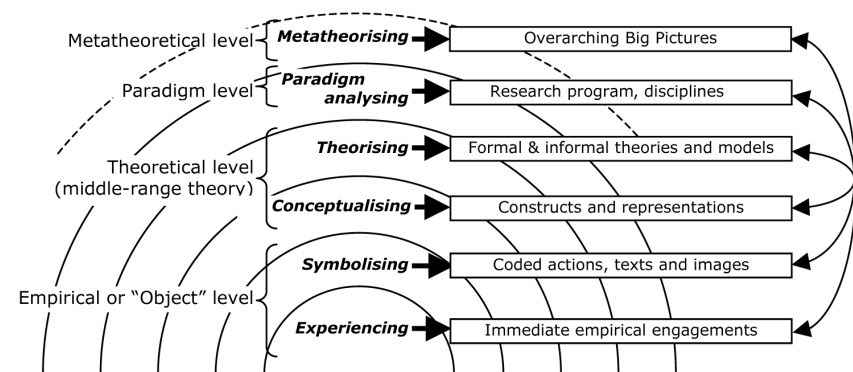 Metatheoretical level
Metatheorising
Overarching Big Pictures
Paradigm level
Paradigm
analysing
Research program, disciplines
Theoretical level
(middle-range theory)
Theorising
Formal & informal theories and models
Conceptualising
Constructs and representations
Empirical or “Object” level
Symbolising
Coded actions, texts and images
Experiencing
Immediate empirical engagements